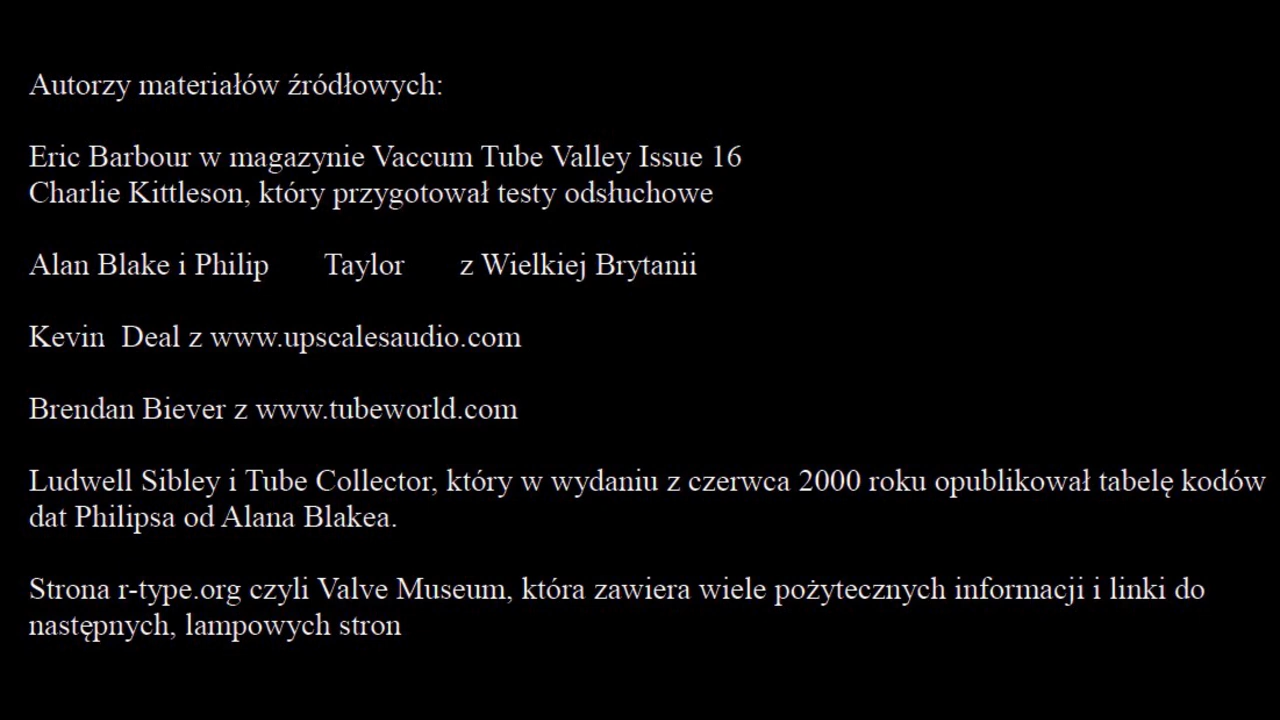 Autorzy materiałów źródłowych:
Eric Barbour w magazynie Vaccum Tube Valley Issue 16
Charlie Kittleson, który przygotował testy odsłuchowe
Alan Blake i Philip Taylor z Wielkiej Brytanii
Kevin Deal z www.upscalesaudio.com
Brendan Biever z www.tubeworld.com
Ludwell Sibley i Tube Collector, który w wydaniu z czerwca 2000 roku opublikował tabelę kodów
dat Philipsa od Alana Blakea.
Strona r-type.org czyli Valve Museum, która zawiera wiele pożytecznych informacji i linki do
następnych, lampowych stron